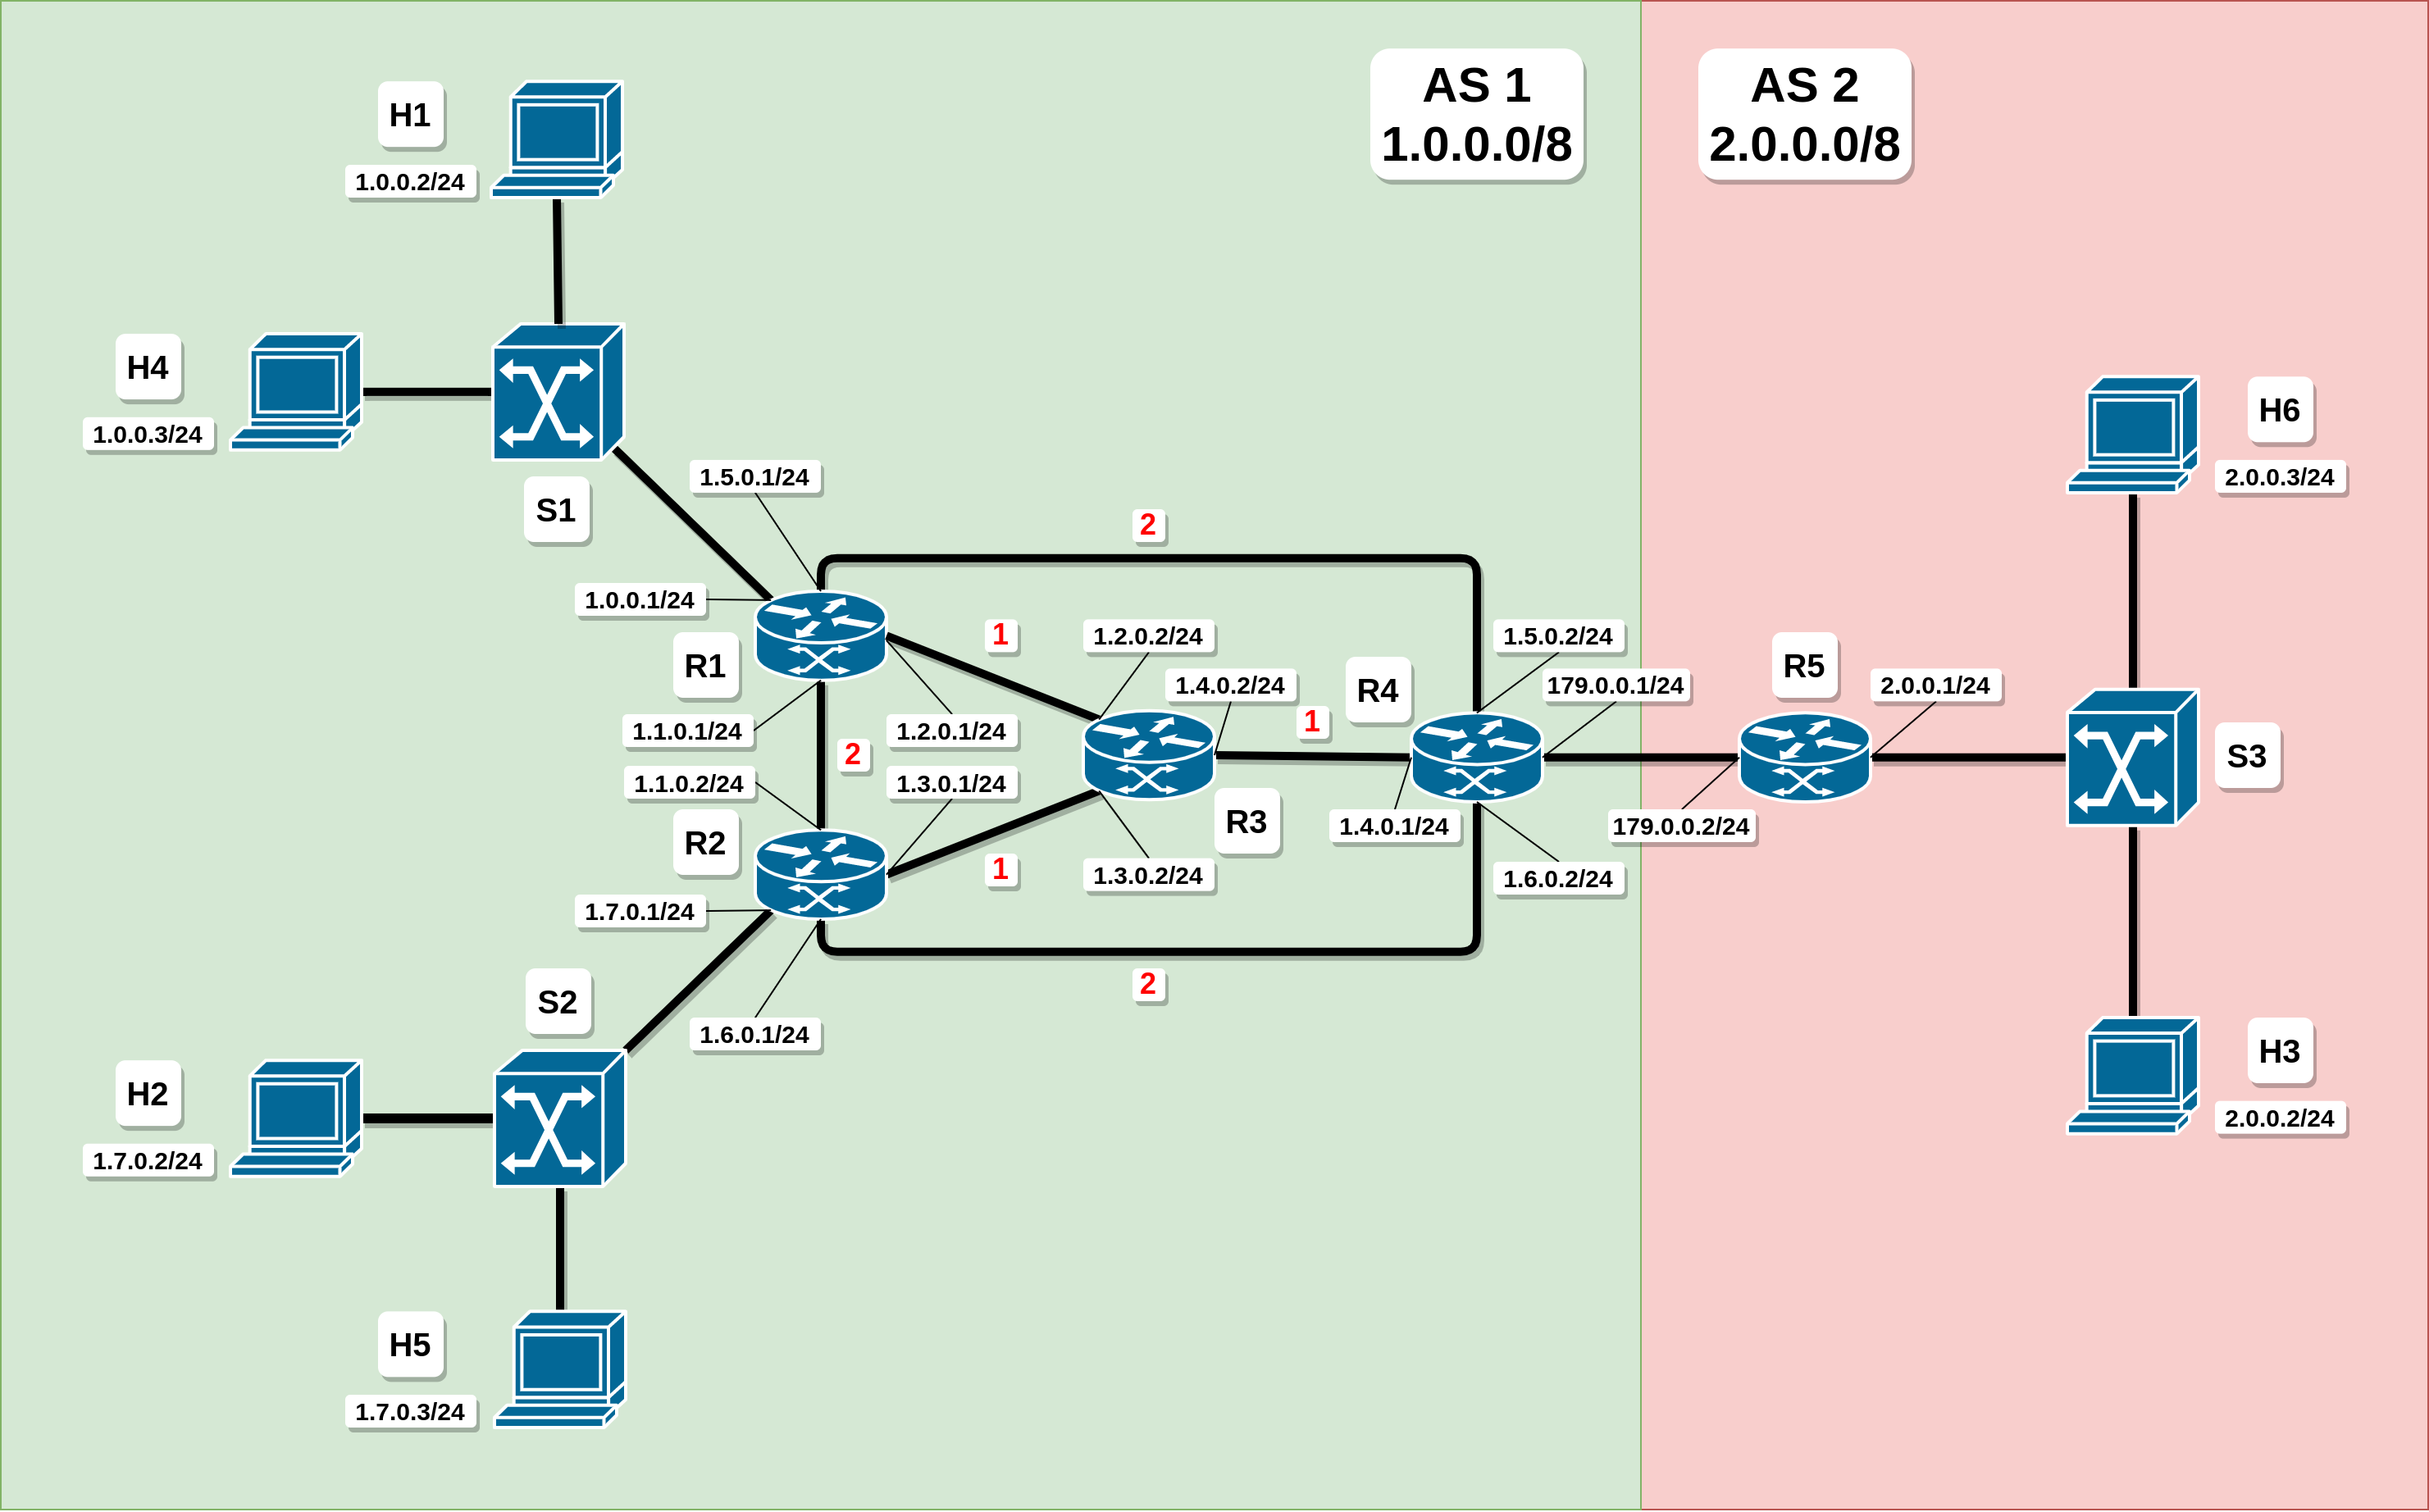 AS 1
1.0.0.0/8
AS 2
2.0.0.0/8
H1
1.0.0.2/24
H4
1.0.0.3/24
S1
1.5.0.1/24
1.0.0.1/24
R1
1.1.0.1/24
1.2.0.1/24
2
1
2
1.1.0.2/24
1.3.0.1/24
R2
1.7.0.1/24
1.6.0.1/24
1
2
1.2.0.2/24
1.4.0.2/24
1
R3
1.3.0.2/24
R4
1.4.0.1/24
1.5.0.2/24
179.0.0.1/24
1.6.0.2/24
R5
179.0.0.2/24
2.0.0.1/24
H6
2.0.0.3/24
S3
H3
2.0.0.2/24
S2
H2
1.7.0.2/24
H5
1.7.0.3/24